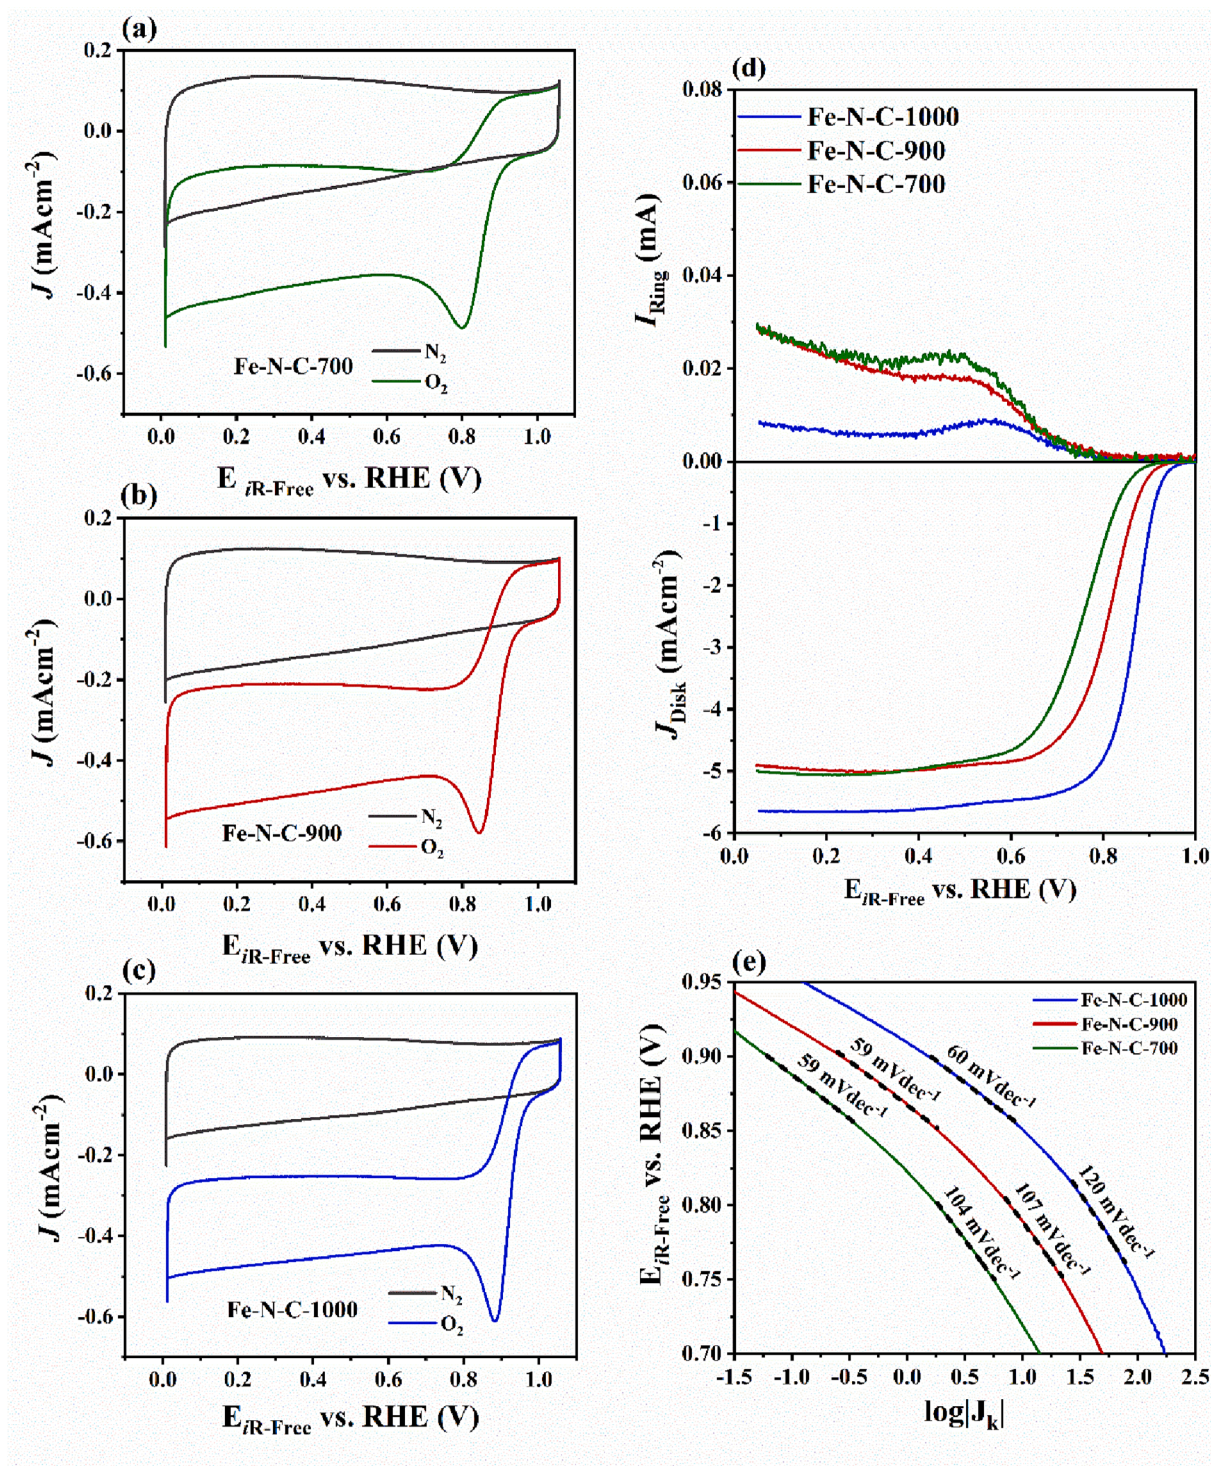 (a)
0.2
0.0
-0.2
-0.4
-0.6
J (mAcm-2)
Fe-N-C-700
N2
O2
0.0 0.2 0.4 0.6 0.8 1.0
E iR-Free vs. RHE (V)
(b)
0.2
0.0
-0.2
-0.4
-0.6
J (mAcm-2)
Fe-N-C-900
N2
O2
0.0 0.2 0.4 0.6 0.8 1.0
EiR-Free vs. RHE (V)
(c)
0.2
0.0
-0.2
-0.4
-0.6
J (mAcm-2)
Fe-N-C-1000
N2
O2
0.0 0.2 0.4 0.6 0.8 1.0
EiR-Free vs. RHE (V)
(d)
0.08
0.06
0.04
0.02
0.00
IRing (mA)
Fe-N-C-1000
Fe-N-C-900
Fe-N-C-700
-1
-2
-3
-4
-5
-6
JDisk (mAcm-2)
0.0 0.2 0.4 0.6 0.8 1.0
EiR-Free vs. RHE (V)
(e)
0.95
0.90
0.85
0.80
0.75
0.70
EiR-Free vs. RHE (V)
Fe-N-C-1000
Fe-N-C-900
Fe-N-C-700
59 mVdec-1
59 mVdec-1
60 mVdec-1
104 mVdec-1
107 mVdec-1
120 mVdec-1
-1.5 -1.0 -0.5 0.0 0.5 1.0 1.5 2.0 2.5
log|Jk|